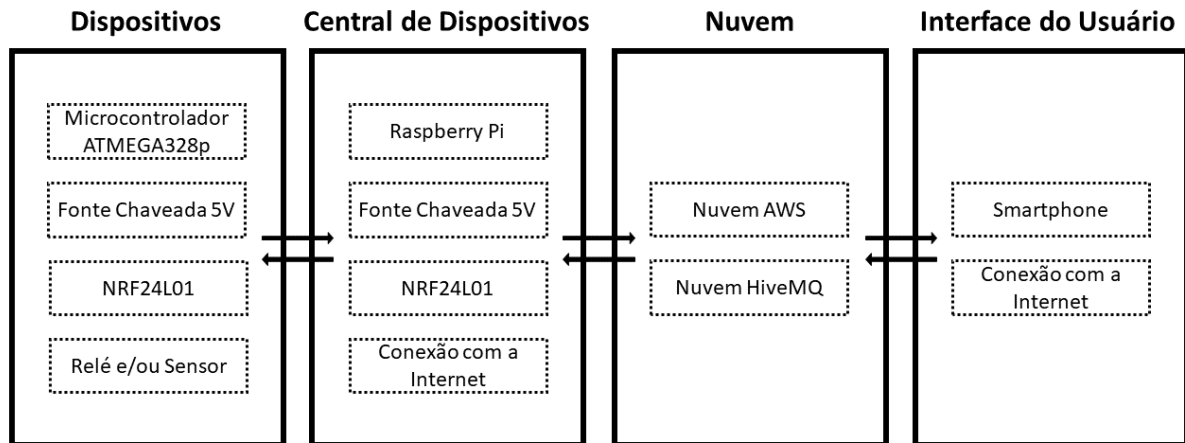 Dispositivos
Microcontrolador
ATMEGA328p
Fonte Chaveada 5V
NRF24L01
Relé e/ou Sensor
Central de Dispositivos
Raspberry Pi
Fonte Chaveada 5V
NRF24L01
Conexão com a
Internet
Nuvem
Nuvem AWS
Nuvem HiveMQ
Interface do Usuário
Smartphone
Conexão com a
Internet